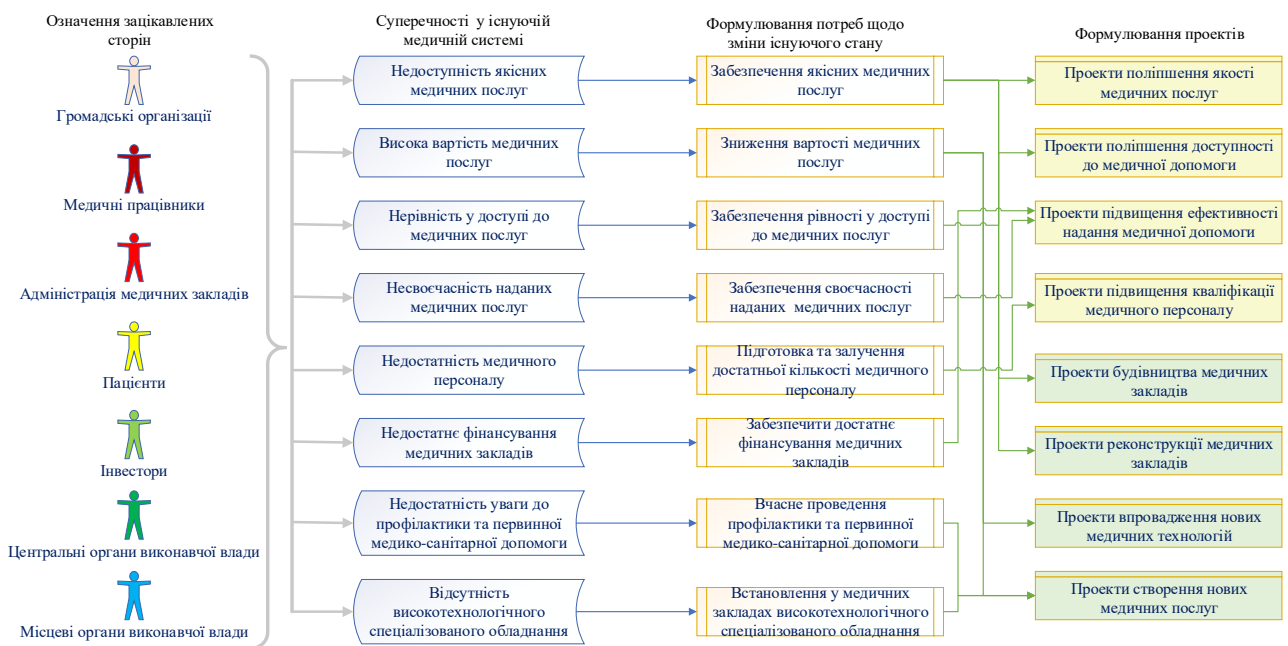 Означення зацікавлених
сторін
Громадські організації
Медичні працівники
Адміністрація медичних закладів
Пацієнти
Інвестори
Центральні органи виконавчої влади
Місцеві органи виконавчої влади
Суперечності у існуючій
медичній системі
Недоступність якісних
медичних послуг
Висока вартість медичних
послуг
Нерівність у доступі до
медичних послуг
Несвоєчасність наданих
медичних послуг
Недостатність медичного
персоналу
Недостатнє фінансування
медичних закладів
Недостатність уваги до
профілактики та первинної
медико-санітарної допомоги
Відсутність
високотехнологічного
спеціалізованого обладнання
Формулювання потреб щодо
зміни існуючого стану
Забезпечення якісних медичних
послуг
Зниження вартості медичних
послуг
Забезпечення рівності у доступі
до медичних послуг
Забезпечення своєчасності
наданих медичних послуг
Підготовка та залучення
достатньої кількості медичного
персоналу
Забезпечити достатнє
фінансування медичних
закладів
Вчасне проведення
профілактики та первинної
медико-санітарної допомоги
Встановлення у медичних
закладах високотехнологічного
спеціалізованого обладнання
Формулювання проектів
Проекти поліпшення якості
медичних послуг
Проекти поліпшення доступності
до медичної допомоги
Проекти підвищення ефективності
надання медичної допомоги
Проекти підвищення кваліфікації
медичного персоналу
Проекти будівництва медичних
закладів
Проекти реконструкції медичних
закладів
Проекти впровадження нових
медичних технологій
Проекти створення нових
медичних послуг